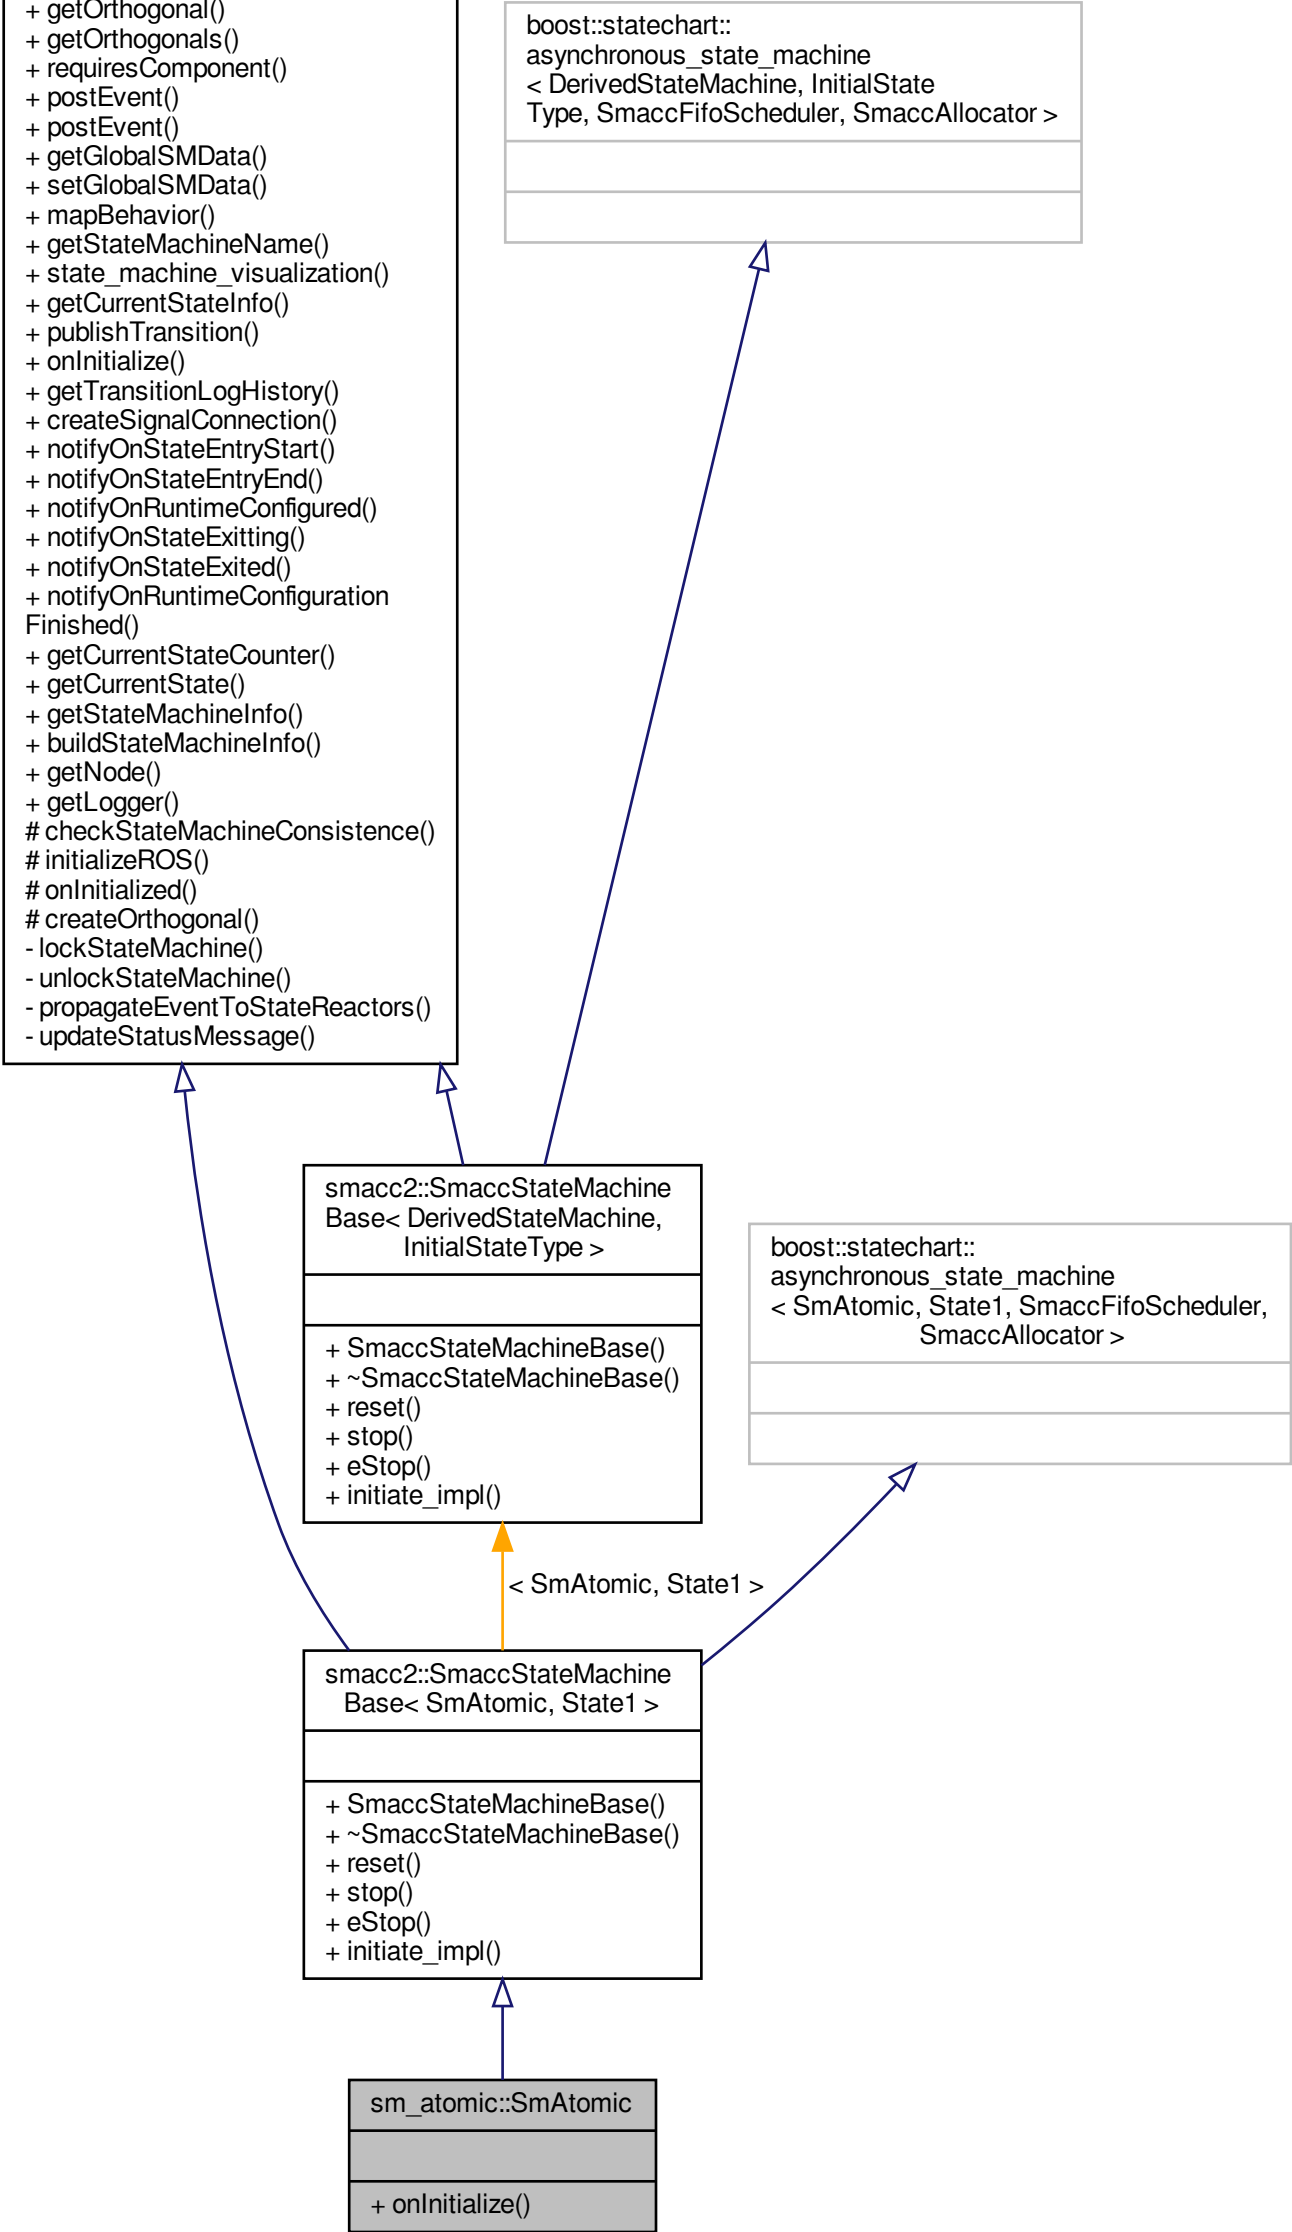 + getOrthogonal()
+ getOrthogonals()
+ requiresComponent()
+ postEvent()
+ postEvent()
+ getGlobalSMData()
+ setGlobalSMData()
+ mapBehavior()
+ getStateMachineName()
+ state_machine_visualization()
+ getCurrentStateInfo()
+ publishTransition()
+ onInitialize()
+ getTransitionLogHistory()
+ createSignalConnection()
+ notifyOnStateEntryStart()
+ notifyOnStateEntryEnd()
+ notifyOnRuntimeConfigured()
+ notifyOnStateExitting()
+ notifyOnStateExited()
+ notifyOnRuntimeConfiguration
Finished()
+ getCurrentStateCounter()
+ getCurrentState()
+ getStateMachineInfo()
+ buildStateMachineInfo()
+ getNode()
+ getLogger()
# checkStateMachineConsistence()
# initializeROS()
# onInitialized()
# createOrthogonal()
- lockStateMachine()
- unlockStateMachine()
- propagateEventToStateReactors()
- updateStatusMessage()
boost::statechart::
asynchronous_state_machine
< DerivedStateMachine, InitialState
Type, SmaccFifoScheduler, SmaccAllocator >
smacc2::SmaccStateMachine
Base< DerivedStateMachine,
InitialStateType >
+ SmaccStateMachineBase()
+ ~SmaccStateMachineBase()
+ reset()
+ stop()
+ eStop()
+ initiate_impl()
boost::statechart::
asynchronous_state_machine
< SmAtomic, State1, SmaccFifoScheduler,
SmaccAllocator >
< SmAtomic, State1 >
smacc2::SmaccStateMachine
Base< SmAtomic, State1 >
+ SmaccStateMachineBase()
+ ~SmaccStateMachineBase()
+ reset()
+ stop()
+ eStop()
+ initiate_impl()
sm_atomic::SmAtomic
+ onInitialize()